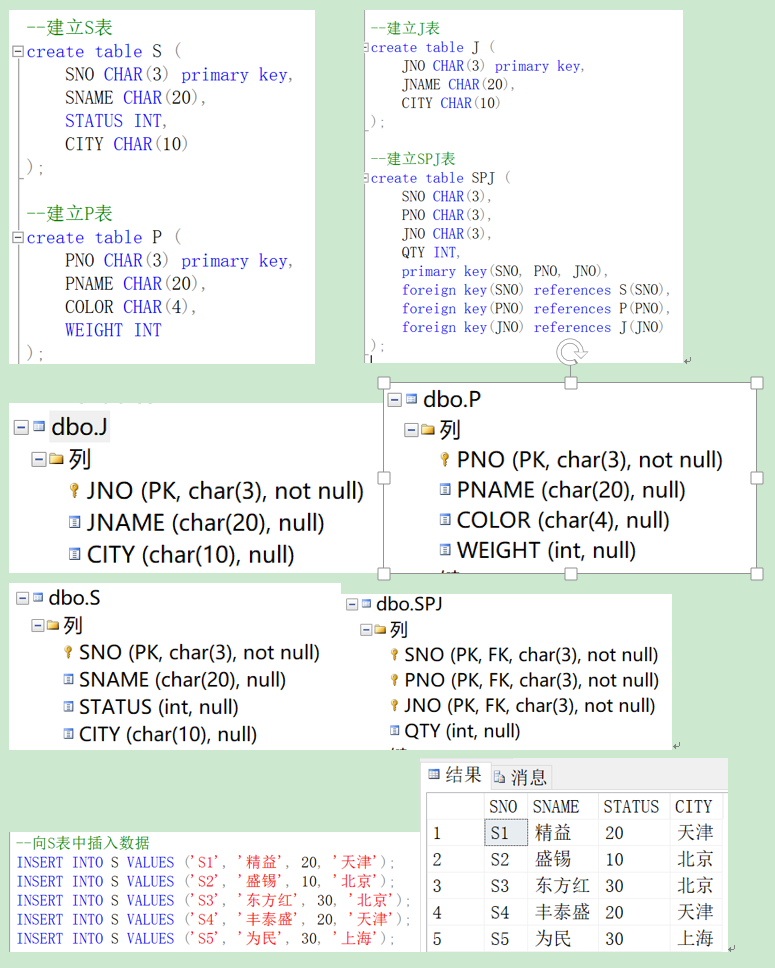 --建立S表
create table S (
SNO CHAR(3) primary key,
SNAME CHAR(20),
STATUS INT,
CITY CHAR(10)
);
--建立P表
create table P (
PNO CHAR(3) primary key,
PNAME CHAR(20),
COLOR CHAR(4),
WEIGHT INT
);
--建立J表
create table J (
JNO CHAR(3) primary key,
JNAME CHAR(20),
CITY CHAR(10)
);
--建立SPJ表
create table SPJ (
SNO CHAR(3),
PNO CHAR(3),
JNO CHAR(3),
QTY INT,
primary key(SNO, PNO, JNO),
foreign key(SNO) references S(SNO),
foreign key(PNO) references P(PNO),
foreign key(JNO) references J(JNO)
);
dbo.J
列
JNO (PK, char(3), not null)
JNAME (char(20), null)
CITY (char(10), null)
dbo.P
列
PNO (PK, char(3), not null)
PNAME (char(20), null)
COLOR (char(4), null)
WEIGHT (int, null)
dbo.S
列
SNO (PK, char(3), not null)
SNAME (char(20), null)
STATUS (int, null)
CITY (char(10), null)
dbo.SPJ
列
SNO (PK, FK, char(3), not null)
PNO (PK, FK, char(3), not null)
JNO (PK, FK, char(3), not null)
QTY (int, null)
--向S表中插入数据
INSERT INTO S VALUES ('S1', '精益', 20, '天津');
INSERT INTO S VALUES ('S2', '盛锡', 10, '北京');
INSERT INTO S VALUES ('S3', '东方红', 30, '北京');
INSERT INTO S VALUES ('S4', '丰泰盛', 20, '天津');
INSERT INTO S VALUES ('S5', '为民', 30, '上海');
结果 消息
SNO SNAME STATUS CITY
1 S1 精益 20 天津
2 S2 盛锡 10 北京
3 S3 东方红 30 北京
4 S4 丰泰盛 20 天津
5 S5 为民 30 上海